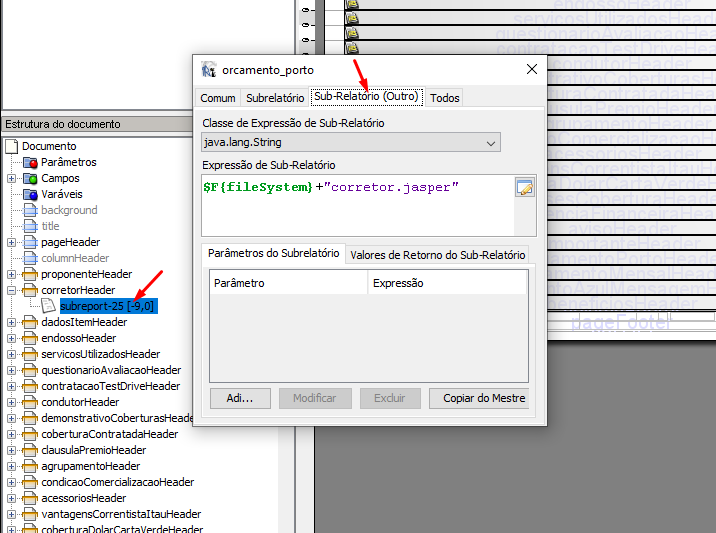 endossoHeader
servicosUtilizadosHeader
questionarioAvaliacaoHeader
contratacaoTestDriveHeader
condutorHeader
orcamento_porto
Comum
Subrelatório
Sub-Relatório (Outro)
Todos
Classe de Expressão de Sub-Relatório
java.lang.String
Expressão de Sub-Relatório
$F{fileSystem}+"corretor.jasper"
Parâmetros do Subrelatório
Valores de Retorno do Sub-Relatório
Parâmetro
Expressão
Adi...
Modificar
Excluir
Copiar do Mestre
Estrutura do documento
Documento
Parâmetros
Campos
Varáveis
background
title
pageHeader
columnHeader
proponenteHeader
corretorHeader
subreport-25 [-9,0]
dadosItemHeader
endossoHeader
servicosUtilizadosHeader
questionarioAvaliacaoHeader
contratacaoTestDriveHeader
condutorHeader
demonstrativoCoberturasHeade
coberturaContratadaHeader
clausulaPremioHeader
agrupamentoHeader
condicaoComercializacaoHeader
acessoriosHeader
vantagensCorrentistaItauHeader
coberturaDolarCartaVerdeHeader
pageFooter